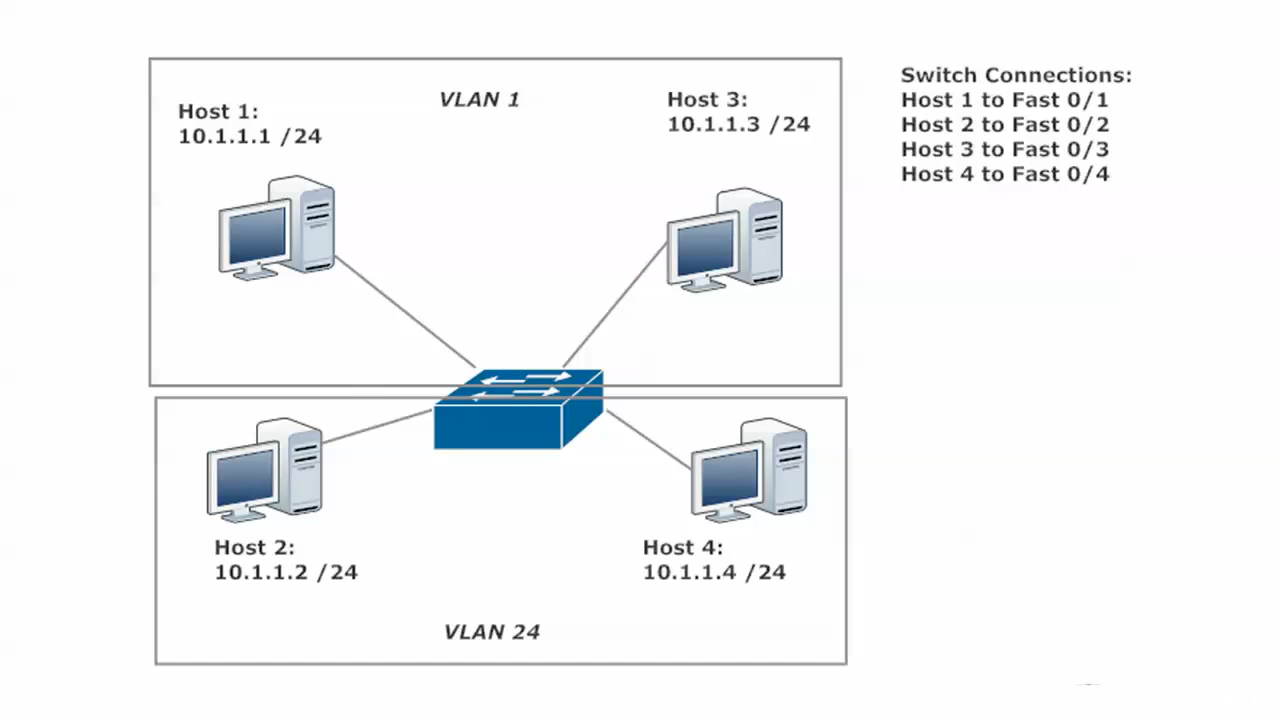 Host 1:
10.1.1.1 /24
VLAN 1
Host 3:
10.1.1.3 /24
Switch Connections:
Host 1 to Fast 0/1
Host 2 to Fast 0/2
Host 3 to Fast 0/3
Host 4 to Fast 0/4
Host 2:
10.1.1.2 /24
Host 4:
10.1.1.4 /24
VLAN 24